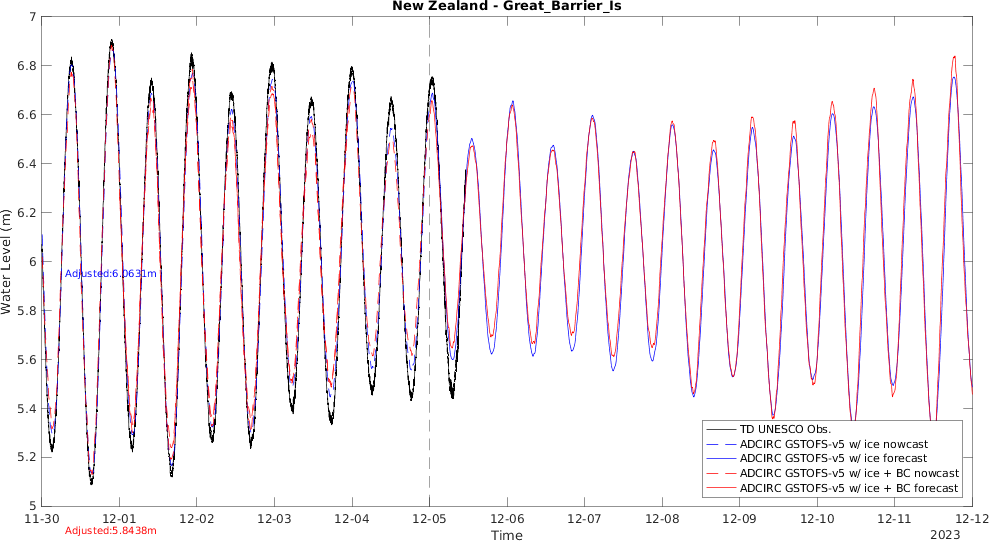 New Zealand - Great_Barrier_Is
7
6.8
6.6
6.4
6.2
6
5.8
5.6
5.4
5.2
5
Water Level (m)
Adjusted:6.0631m
TD UNESCO Obs.
ADCIRC GSTOFS-v5 w/ ice nowcast
ADCIRC GSTOFS-v5 w/ ice forecast
ADCIRC GSTOFS-v5 w/ ice + BC nowcast
ADCIRC GSTOFS-v5 w/ ice + BC forecast
11-30 12-01 12-02 12-03 12-04 12-05 12-06 12-07 12-08 12-09 12-10 12-11 12-12
Adjusted:5.8438m
Time
2023